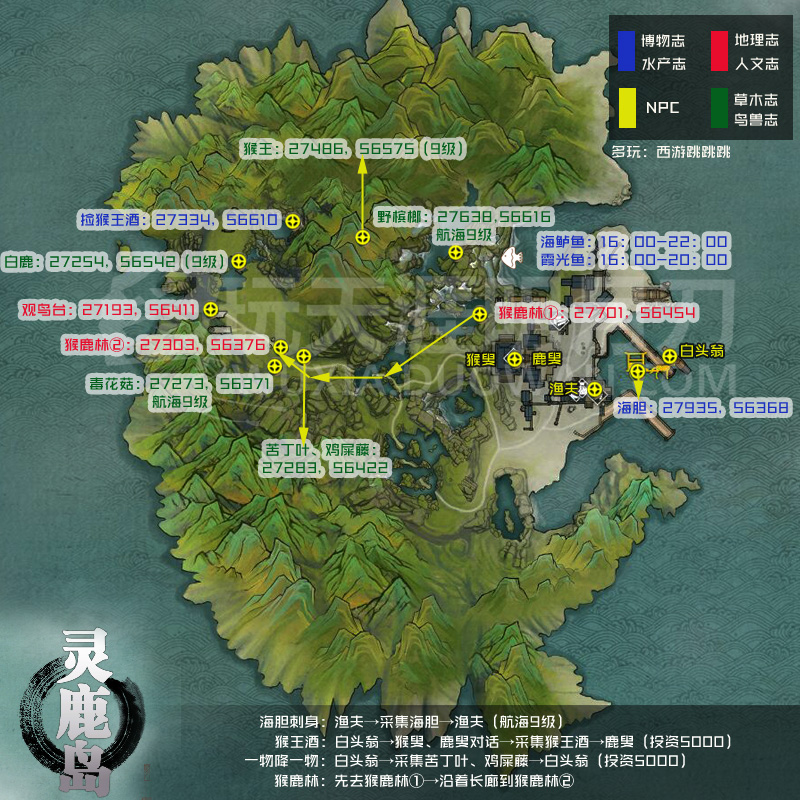 博物志
水产志
地理志
人文志
NPC
草木志
鸟兽志
多玩：西游跳跳跳
猴王：27486，56575（9级）
捡猴王酒：27334，56610
野槟榔：27638,56616
航海9级
海鲈鱼：16：00-22：00
霞光鱼：16：00-20：00
白鹿：27254，56542（9级）
观鸟台：27193，56411
猴鹿林①：27701，56454
猴鹿林②：27303，56376
猴叟
鹿叟
白头翁
青花菇：27273，56371
航海9级
渔夫
海胆：27935，56368
苦丁叶、鸡屎藤：
27283，56422
灵鹿岛
海胆刺身：渔夫→采集海胆→渔夫（航海9级）
猴王酒：白头翁→猴叟、鹿叟对话→采集猴王酒→鹿叟（投资5000）
一物降一物：白头翁→采集苦丁叶、鸡屎藤→白头翁（投资5000）
猴鹿林：先去猴鹿林①→沿着长廊到猴鹿林②